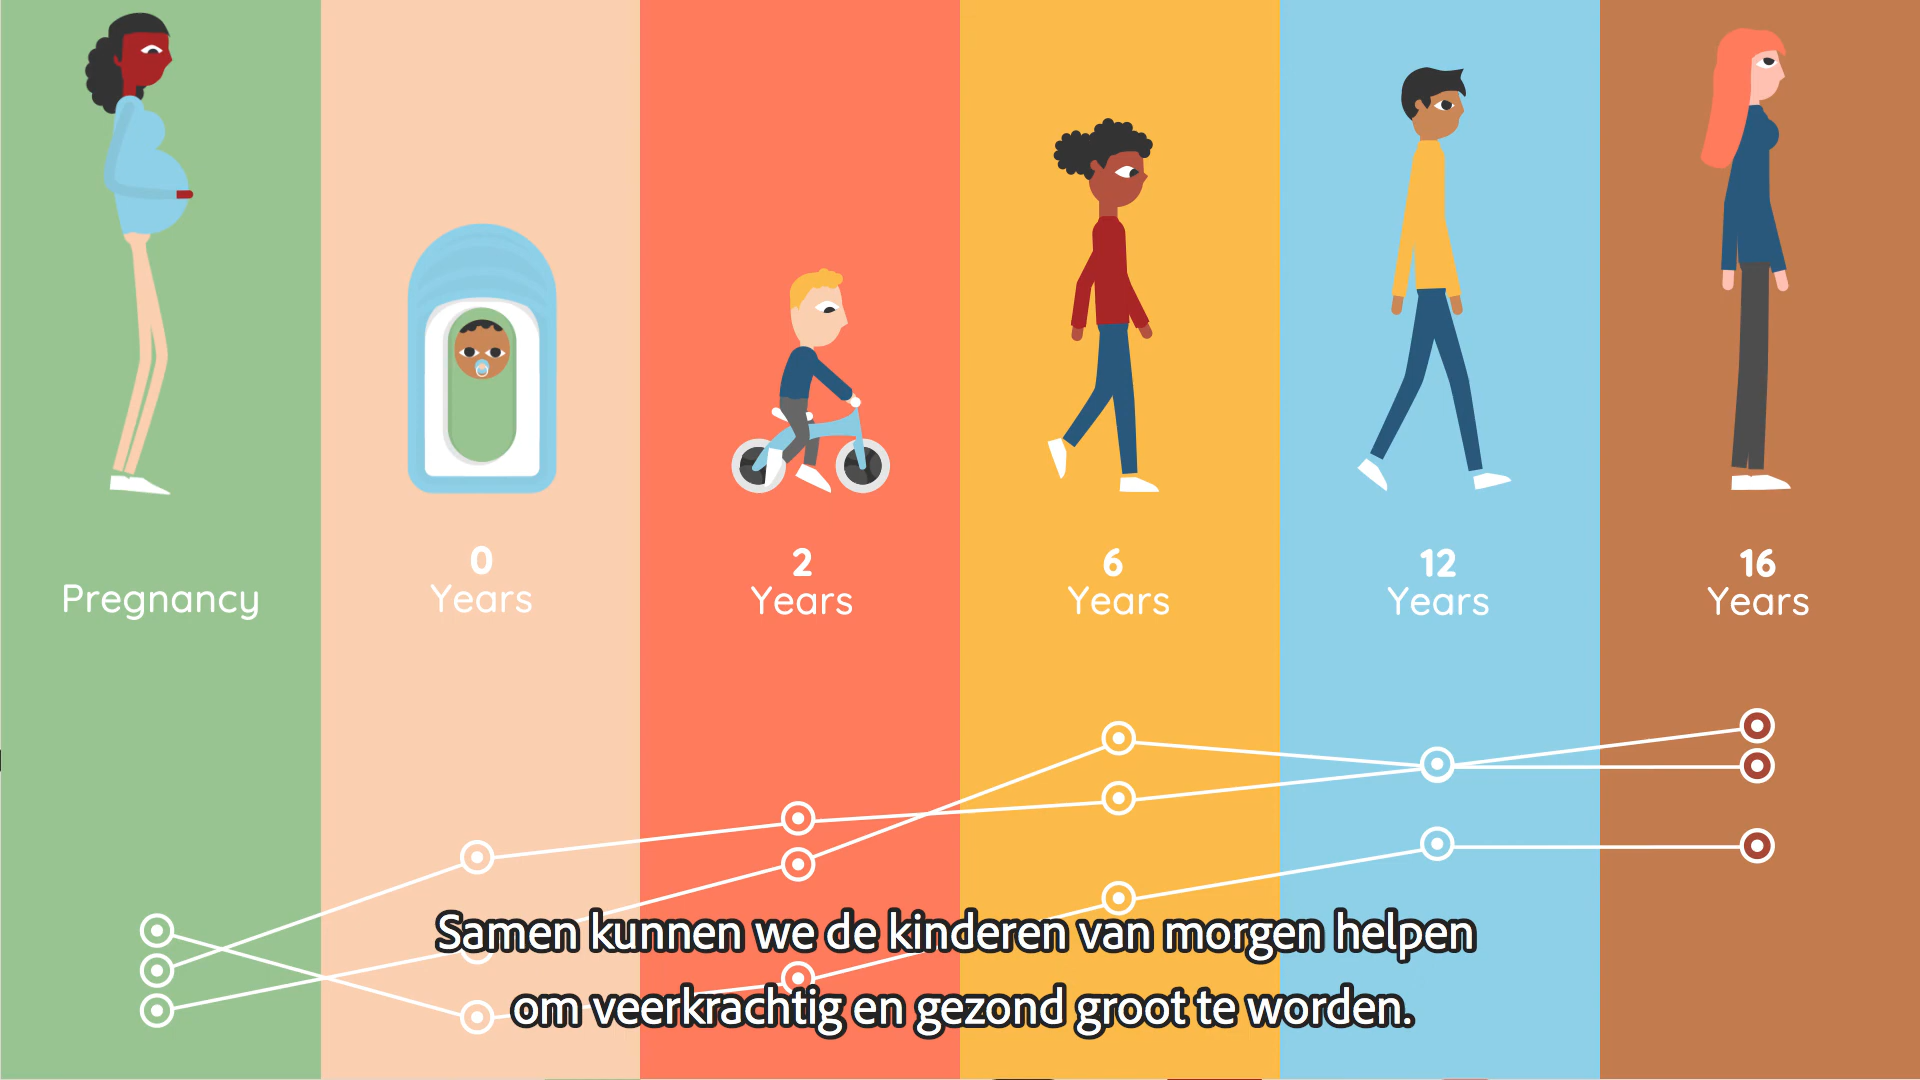 Pregnancy
0
Years
2
Years
6
Years
12
Years
16
Years
Samen kunnen we de kinderen van morgen helpen
om veerkrachtig en gezond groot te worden.